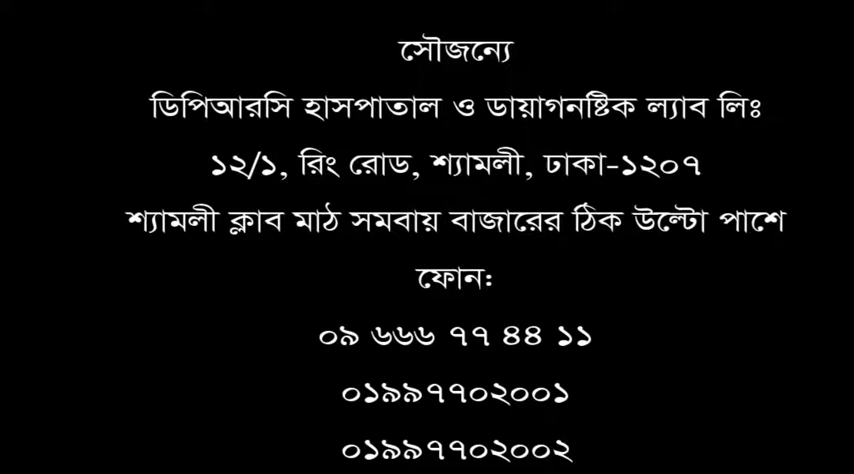 সৌজন্যে
ডিপিআরসি হাসপাতাল ও ডায়াগনষ্টিক ল্যাব লিঃ
১২/১, রিং রোড, শ্যামলী, ঢাকা-১২০৭
শ্যামলী ক্লাব মাঠ সমবায় বাজারের ঠিক উল্টো পাশে
ফোন:
০৯ ৬৬৬ ৭৭ ৪৪ ১১
০১৯৯৭৭০২০০১
০১৯৯৭৭০২০০২